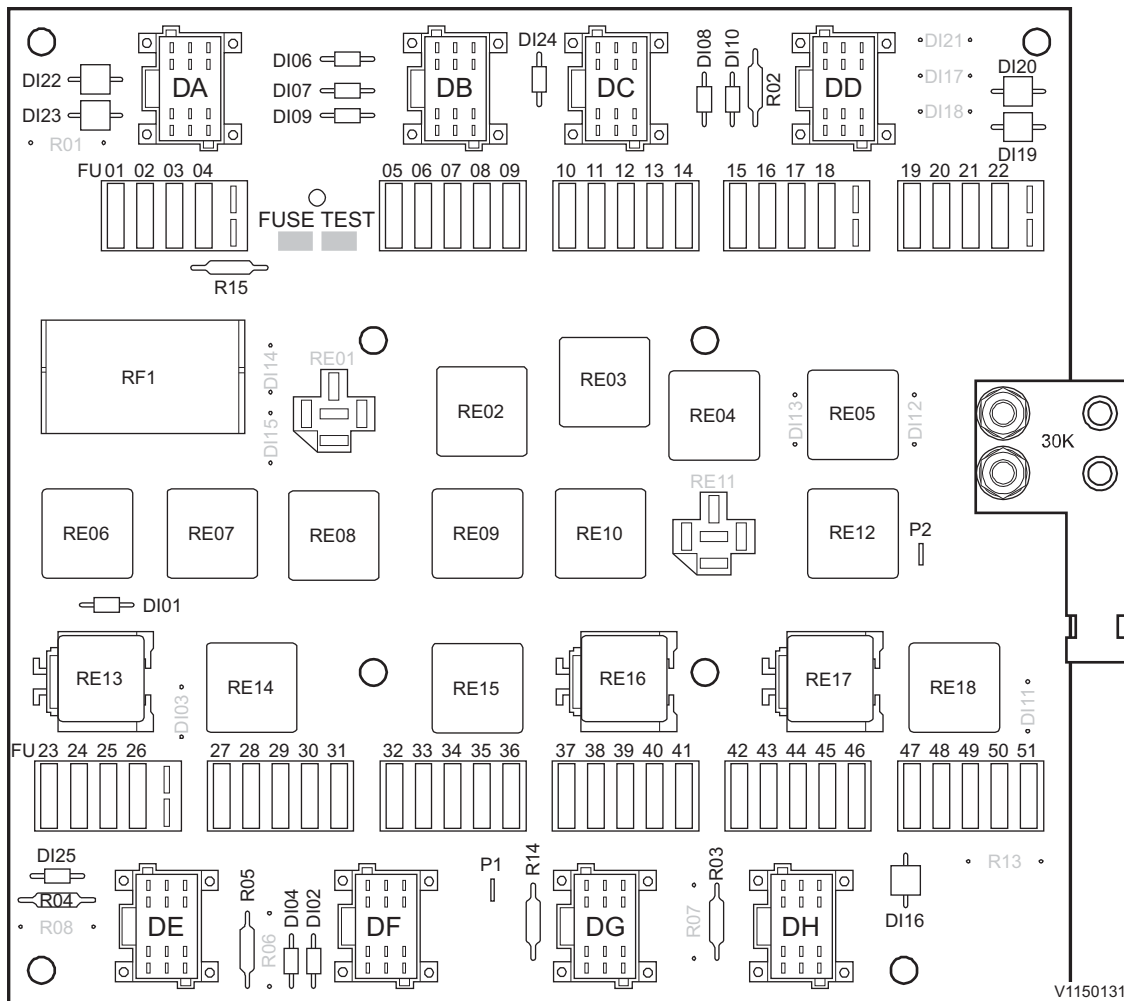 DI22
DA
DI06
DB
DI24
DC
DI08
DI10
R02
DD
DI21
DI20
DI07
DI17
DI23
DI09
DI18
R01
DI19
FU 01 02 03 04
05 06 07 08 09
10 11 12 13 14
15 16 17 18
19 20 21 22
FUSE TEST
R15
RF1
DI14
DI15
RE01
RE02
RE03
RE04
DI13
RE05
DI12
30K
RE06
RE07
RE08
RE09
RE10
RE11
RE12
P2
DI01
RE13
DI03
RE14
RE15
RE16
RE17
RE18
DI11
FU 23 24 25 26
27 28 29 30 31
32 33 34 35 36
37 38 39 40 41
42 43 44 45 46
47 48 49 50 51
DI25
R04
R08
DE
R05
R06
DI04
DI02
DF
P1
R14
DG
R07
R03
DH
DI16
R13
V1150131